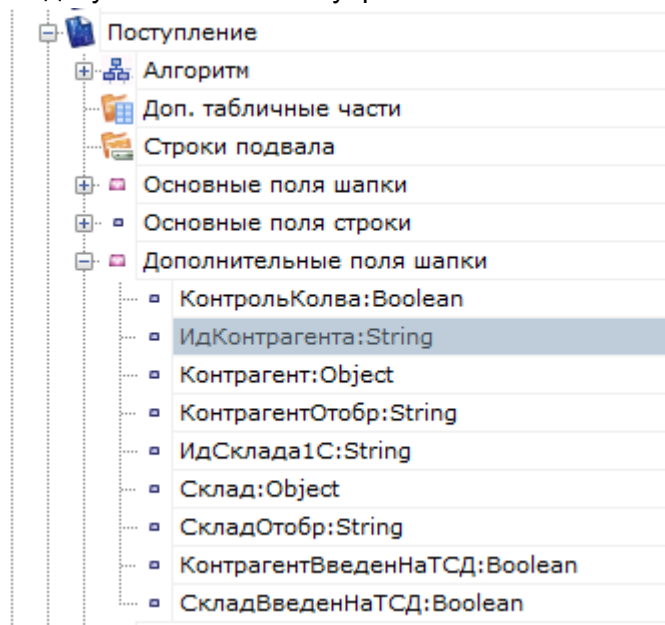 Поступление
Алгоритм
Доп. табличные части
Строки подвала
Основные поля шапки
Основные поля строки
Дополнительные поля шапки
КонтрольКолва:Boolean
ИдКонтрагента:String
Контрагент:Object
КонтрагентОтобр:String
ИдСклада1С:String
Склад:Object
СкладОтобр:String
КонтрагентВведенНаТСД:Boolean
СкладВведенНаТСД:Boolean